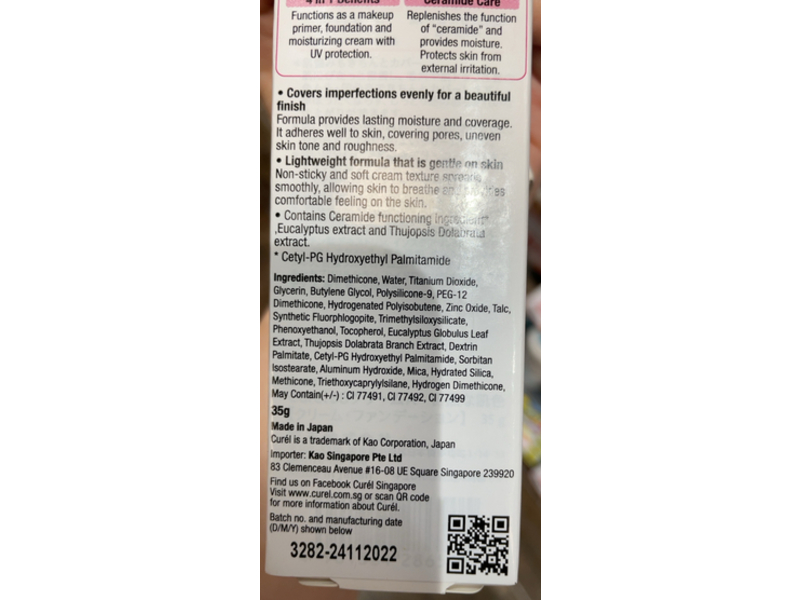 4 in 1 Benefits
Functions as a makeup
primer, foundation and
moisturizing cream with
UV protection.
Ceramide Care
Replenishes the function
of "ceramide" and
provides moisture.
Protects skin from
external irritation.
• Covers imperfections evenly for a beautiful
finish
Formula provides lasting moisture and coverage.
It adheres well to skin, covering pores, uneven
skin tone and roughness.
• Lightweight formula that is gentle on skin
Non-sticky and soft cream texture spreads
smoothly, allowing skin to breathe
comfortable feeling on the skin.
• Contains Ceramide functioning Ingredient*
,Eucalyptus extract and Thujopsis Dolabrata
extract.
* Cetyl-PG Hydroxyethyl Palmitamide
Ingredients: Dimethicone, Water, Titanium Dioxide,
Glycerin, Butylene Glycol, Polysilicone-9, PEG-12
Dimethicone, Hydrogenated Polyisobutene, Zinc Oxide, Talc,
Synthetic Fluorphlogopite, Trimethylsiloxysilicate,
Phenoxyethanol, Tocopherol, Eucalyptus Globulus Leaf
Extract, Thujopsis Dolabrata Branch Extract, Dextrin
Palmitate, Cetyl-PG Hydroxyethyl Palmitamide, Sorbitan
Isostearate, Aluminum Hydroxide, Mica, Hydrated Silica,
Methicone, Triethoxycaprylylsilane, Hydrogen Dimethicone,
May Contain(+/-) : CI 77491, CI 77492, CI 77499
35g
Made in Japan
Curél is a trademark of Kao Corporation, Japan
Importer: Kao Singapore Pte Ltd
83 Clemenceau Avenue #16-08 UE Square Singapore 239920
Find us on Facebook Curél Singapore
Visit www.curel.com.sg or scan QR code
for more information about Curél.
Batch no. and manufacturing date
(D/M/Y) shown below
3282-24112022